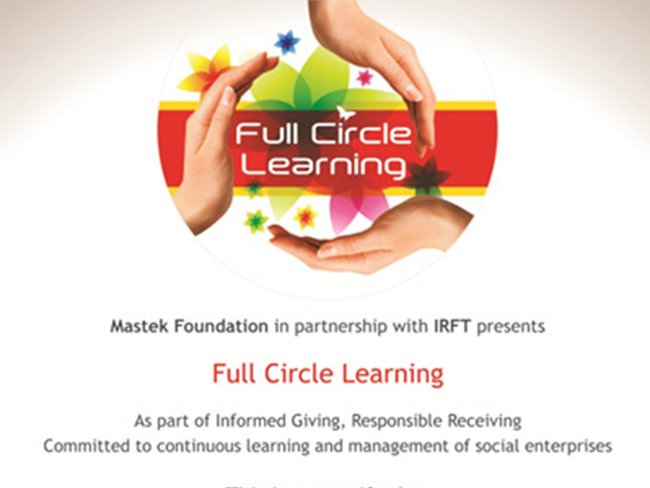 Full Circle
Learning
Mastek Foundation in partnership with IRFT presents
Full Circle Learning
As part of Informed Giving, Responsible Receiving
Committed to continuous learning and management of social enterprises